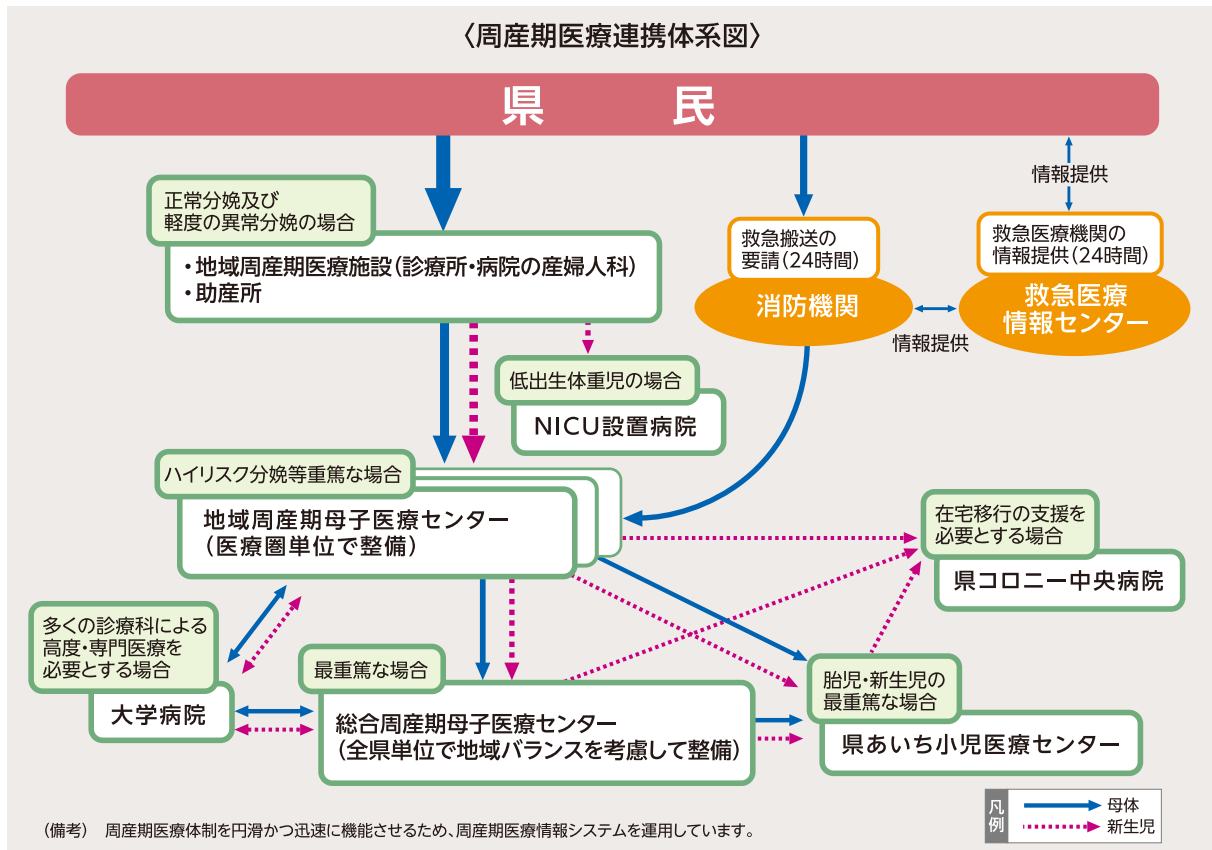 〈周産期医療連携体系図〉
県　民
情報提供
正常分娩及び
軽度の異常分娩の場合
・地域周産期医療施設（診療所・病院の産婦人科）
・助産所
救急搬送の
要請（24時間）
消防機関
救急医療機関の
情報提供（24時間）
救急医療
情報センター
情報提供
低出生体重児の場合
NICU設置病院
ハイリスク分娩等重篤な場合
地域周産期母子医療センター
（医療圏単位で整備）
在宅移行の支援を
必要とする場合
県コロニー中央病院
多くの診療科による
高度・専門医療を
必要とする場合
大学病院
最重篤な場合
総合周産期母子医療センター
（全県単位で地域バランスを考慮して整備）
胎児・新生児の
最重篤な場合
県あいち小児医療センター
凡例
母体
新生児
（備考）　周産期医療体制を円滑かつ迅速に機能させるため、周産期医療情報システムを運用しています。